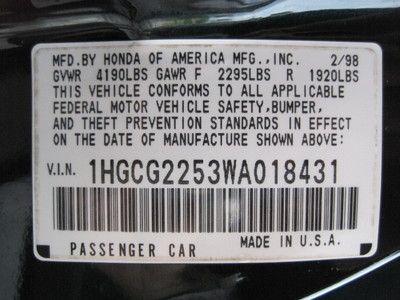 MFD.BY HONDA OF AMERICA MFG.,INC. 2/98
GVWR 4190LBS GAWR F 2295LBS R 1920LBS
THIS VEHICLE CONFORMS TO ALL APPLICABLE
FEDERAL MOTOR VEHICLE SAFETY,BUMPER,
AND THEFT PREVENTION STANDARDS IN EFFECT
ON THE DATE OF MANUFACTURE SHOWN ABOVE:
V.I.N. 1HGCG2253WA018431
PASSENGER CAR MADE IN U.S.A.